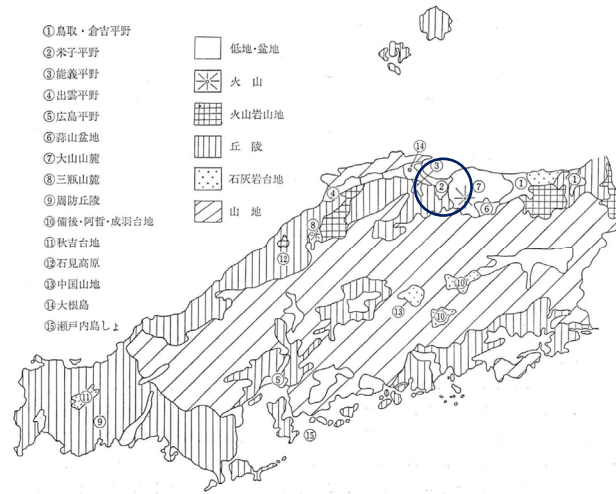 ①鳥取・倉吉平野
②米子平野
③能義平野
④出雲平野
⑤広島平野
⑥蒜山盆地
⑦大山山麓
⑧三瓶山麓
⑨周防丘陵
⑩備後・阿哲・成羽台地
⑪秋吉台地
⑫石見高原
⑬中国山地
⑭大根島
⑮瀬戸内島しょ
低地・盆地
火山
火山岩山地
丘陵
石灰岩台地
山地
⑭
③
④
②
⑦
①
①
⑥
⑧
⑫
⑩
⑬
⑩
⑤
⑪
⑨
⑮